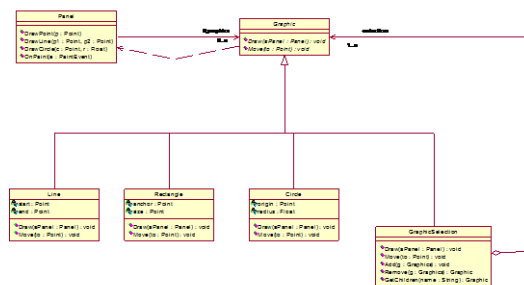 Panel
DrawPoint(p : Point)
DrawLine(p1 : Point, p2 : Point)
DrawCircle(c : Point, r : Float)
OnPaint(e : PaintEvent)
0..n
Graphic
Draw(aPanel : Panel) : void
Move(to : Point) : void
1..n
Line
start : Point
end : Point
Draw(aPanel : Panel) : void
Move(to : Point) : void
Rectangle
anchor : Point
size : Point
Draw(aPanel : Panel) : void
Move(to : Point) : void
Circle
origin : Point
radius : Float
Draw(aPanel : Panel) : void
Move(to : Point) : void
GraphicSelection
Draw(aPanel : Panel) : void
Move(to : Point) : void
Add(g : Graphics) : void
Remove(g : Graphics) : Graphic
GetChildren(name : String) : Graphic